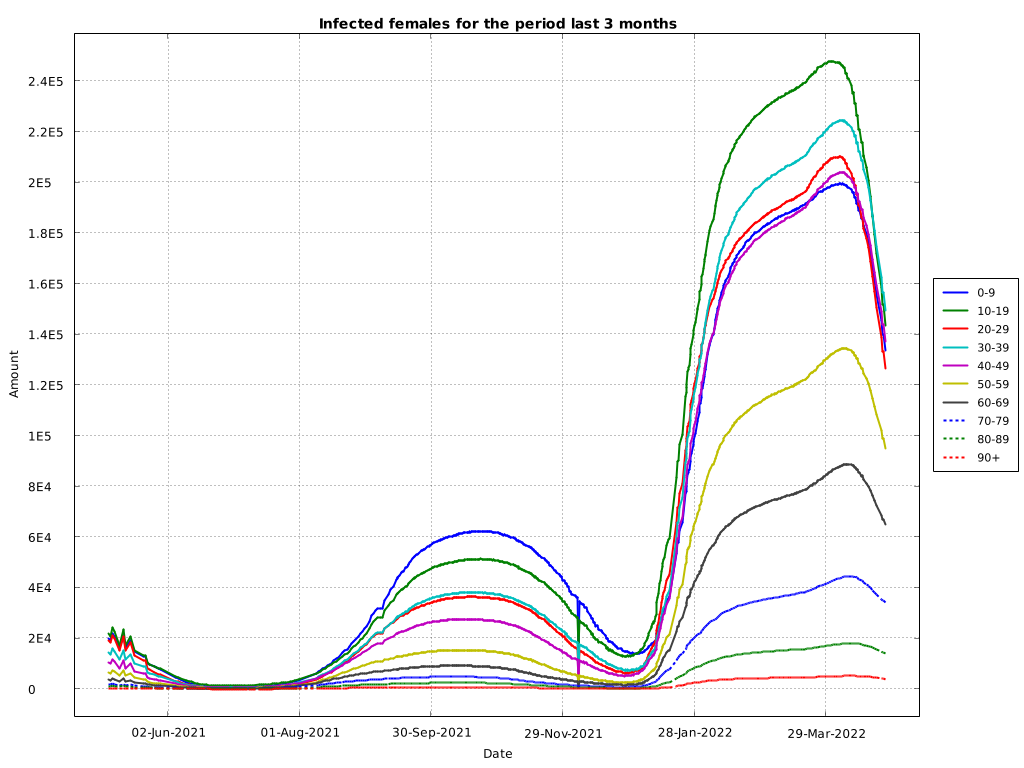 Infected females for the period last 3 months
2.4E5
2.2E5
2E5
1.8E5
1.6E5
1.4E5
1.2E5
1E5
8E4
6E4
4E4
2E4
0
Amount
02-Jun-2021
01-Aug-2021
30-Sep-2021
29-Nov-2021
28-Jan-2022
29-Mar-2022
Date
0-9
10-19
20-29
30-39
40-49
50-59
60-69
70-79
80-89
90+